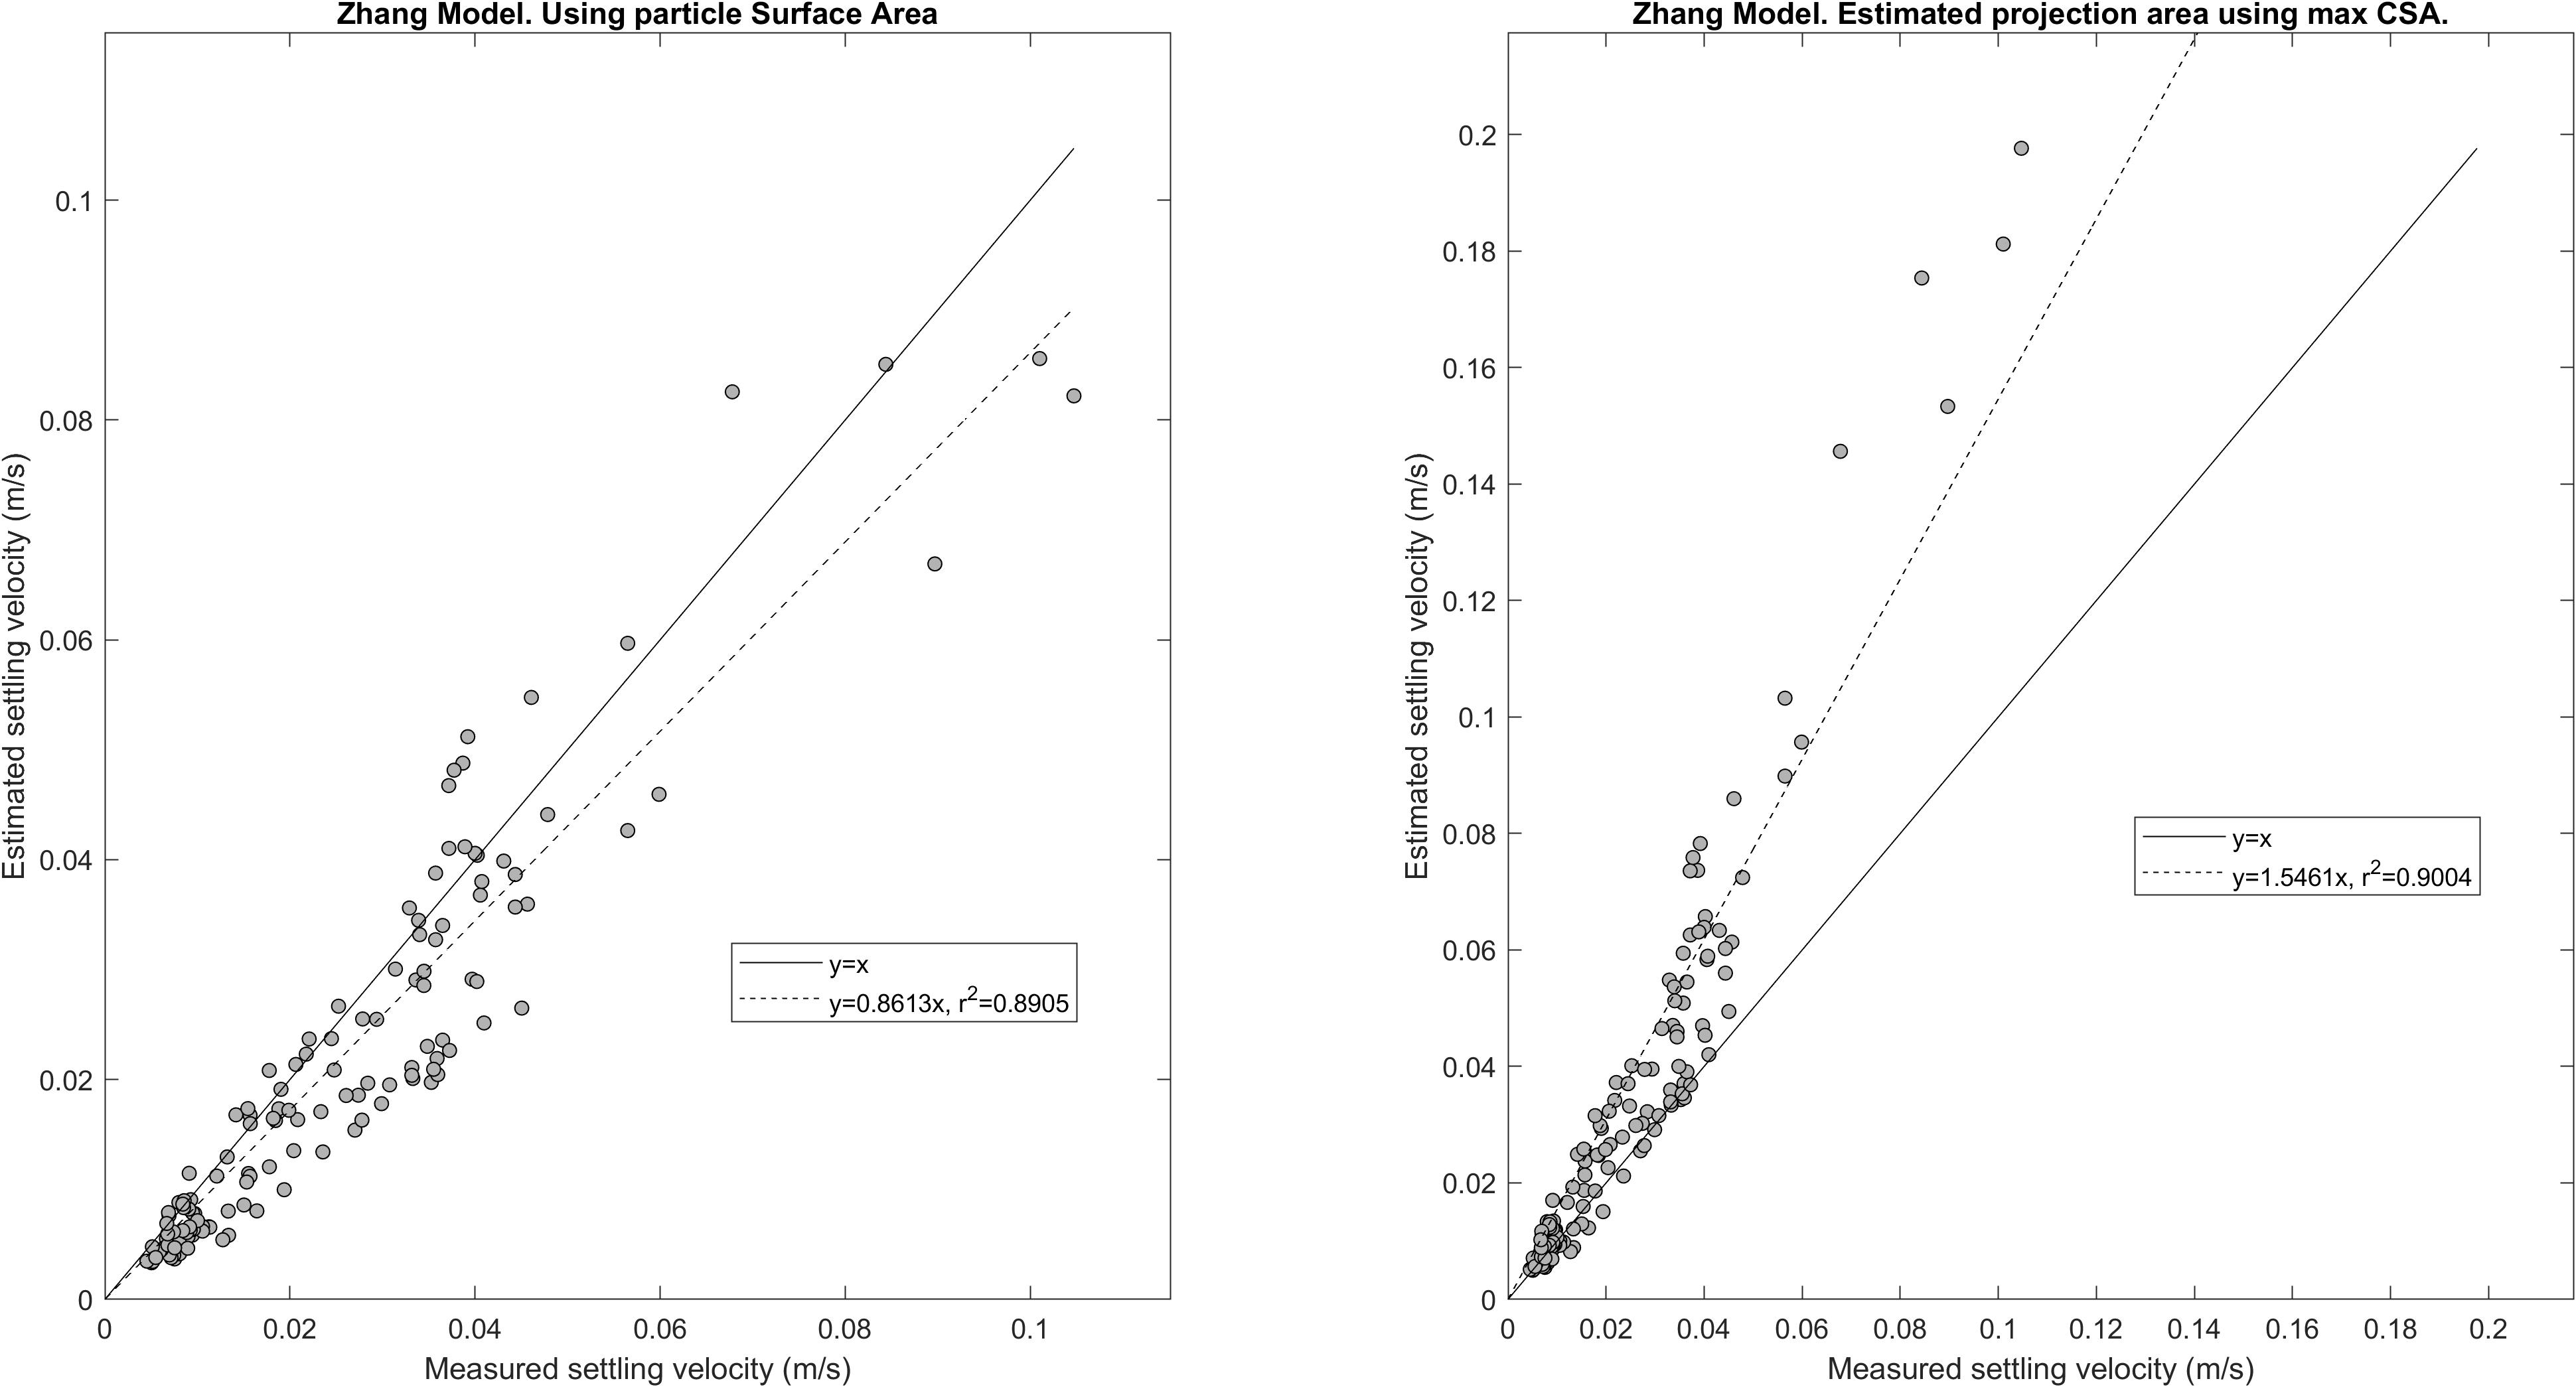 Zhang Model. Using particle Surface Area
Estimated settling velocity (m/s)
0.1
0.08
0.06
0.04
0.02
0
0 0.02 0.04 0.06 0.08 0.1
Measured settling velocity (m/s)
y=x
y=0.8613x, r²=0.8905
Zhang Model. Estimated projection area using max CSA.
Estimated settling velocity (m/s)
0.2
0.18
0.16
0.14
0.12
0.1
0.08
0.06
0.04
0.02
0
0 0.02 0.04 0.06 0.08 0.1 0.12 0.14 0.16 0.18 0.2
Measured settling velocity (m/s)
y=x
y=1.5461x, r²=0.9004